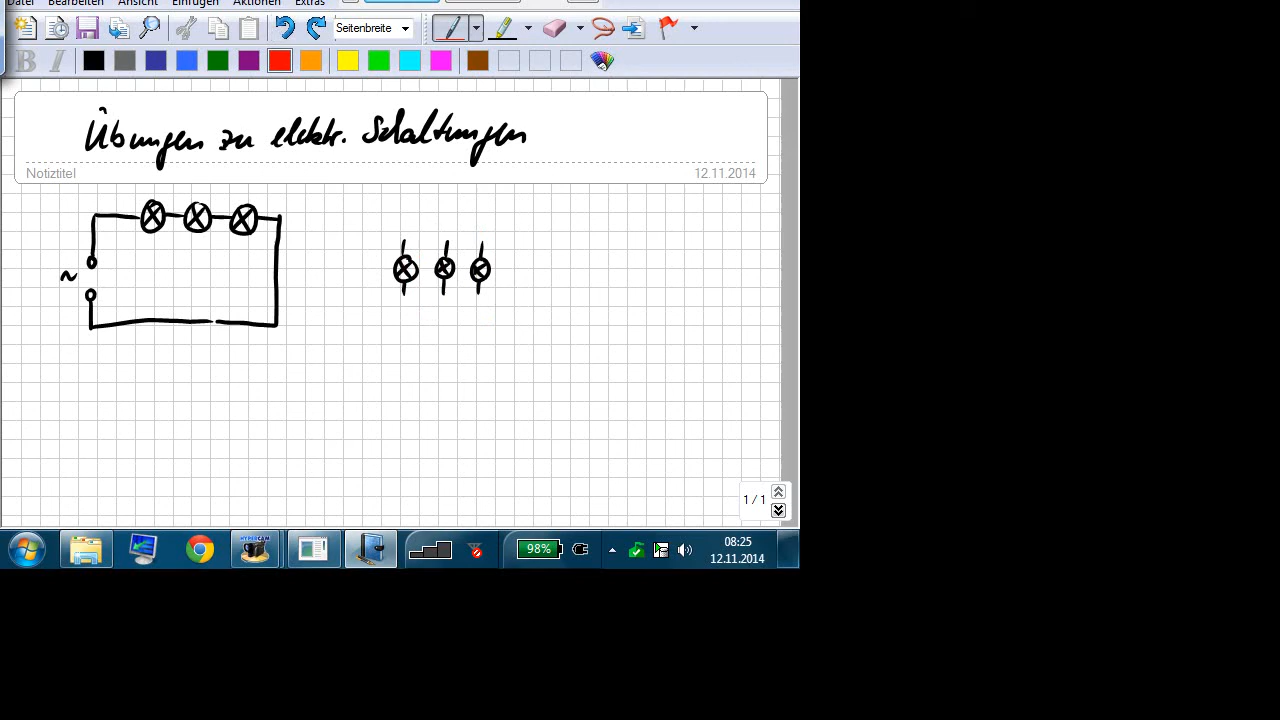 Datei Bearbeiten Ansicht Einfügen Aktionen Extras
Seitenbreite
B I
Übungen zu elektr. Schaltungen
Notiztitel
12.11.2014
~
1 / 1
HYPERCAM
98%
08:25
12.11.2014